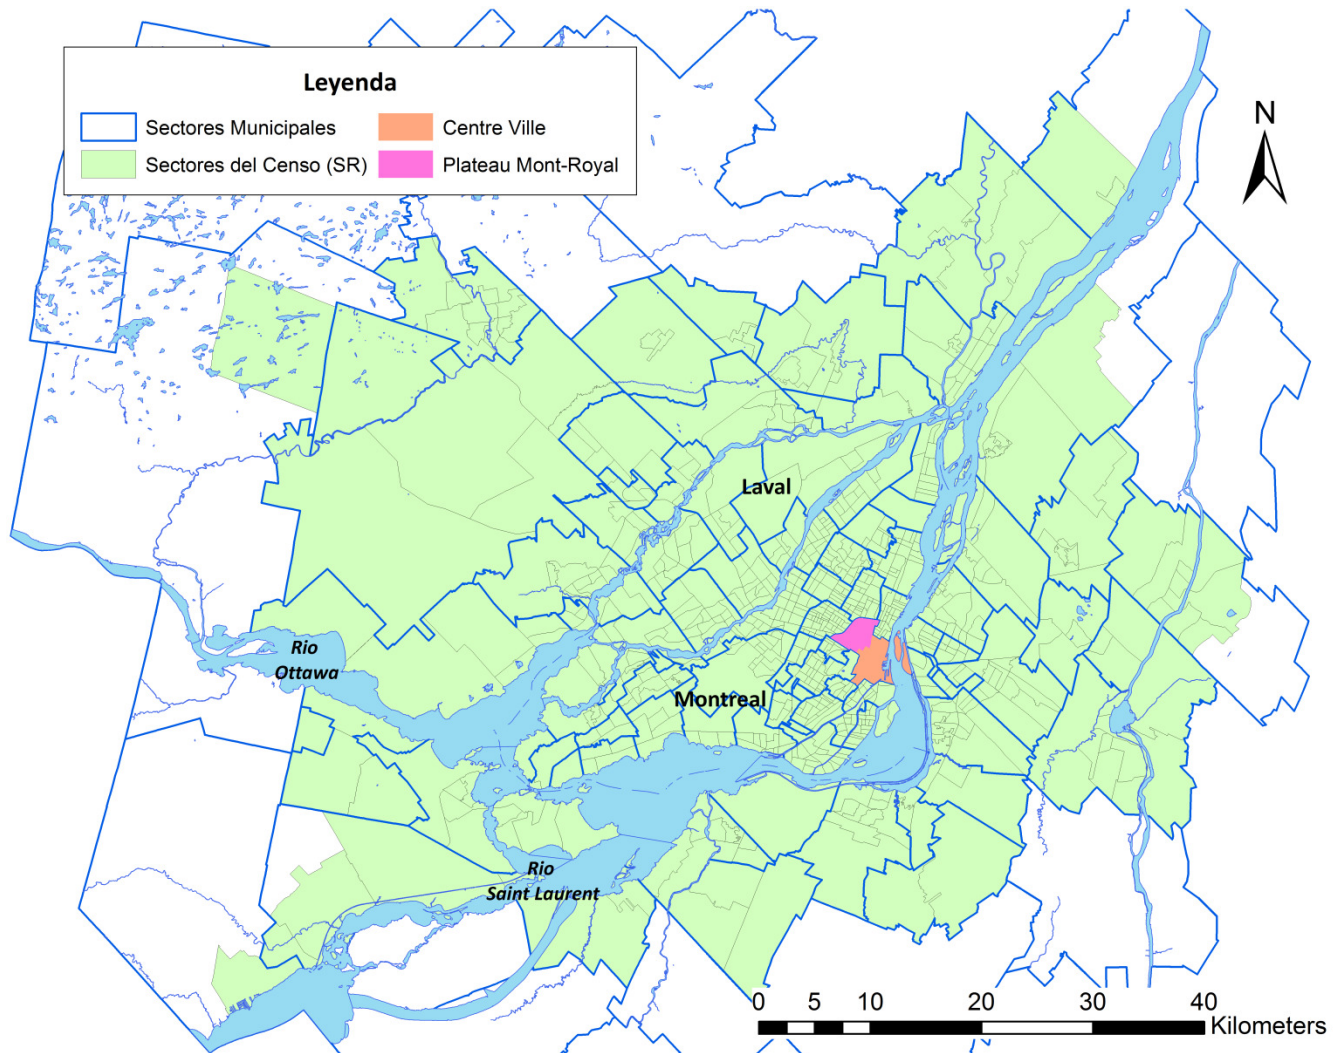 Leyenda
Sectores Municipales
Centre Ville
Sectores del Censo (SR)
Plateau Mont-Royal
N
Laval
Rio
Ottawa
Montreal
Rio
Saint Laurent
0 5 10 20 30 40
Kilometers